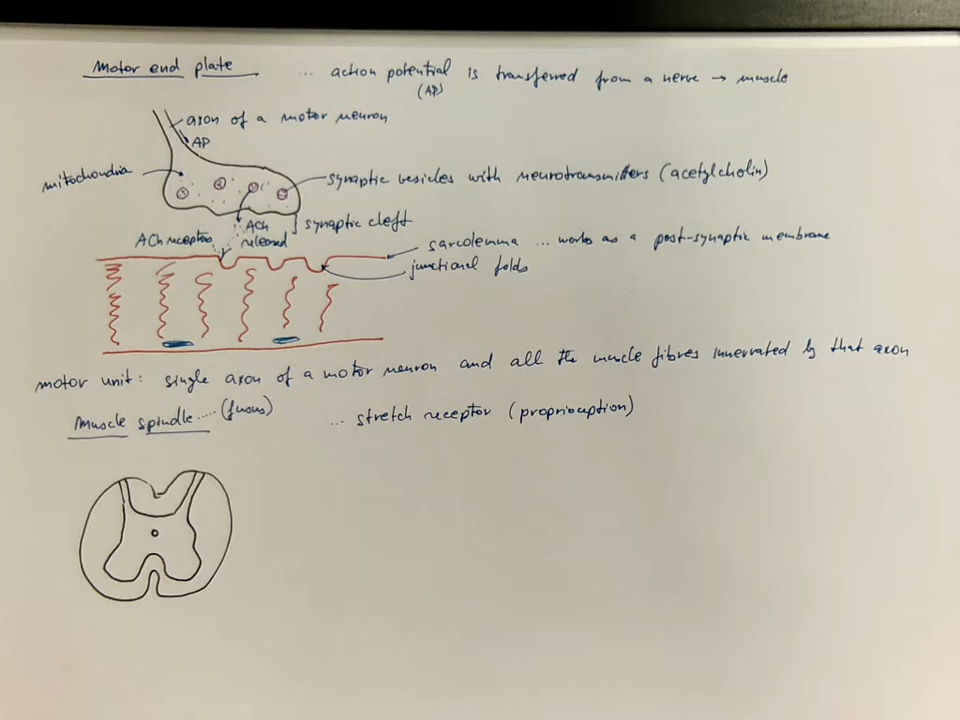 Motor end plate ... action potential is transferred from a nerve → muscle
(AP)
axon of a motor neuron
AP
mitochondria
synaptic vesicles with neurotransmitters (acetylcholin)
ACh released
synaptic cleft
ACh receptors
sarcolemma ... works as a post-synaptic membrane
junctional folds
motor unit: single axon of a motor neuron and all the muscle fibres innervated by that axon
Muscle spindle .... (fusus) ... stretch receptor (proprioception)